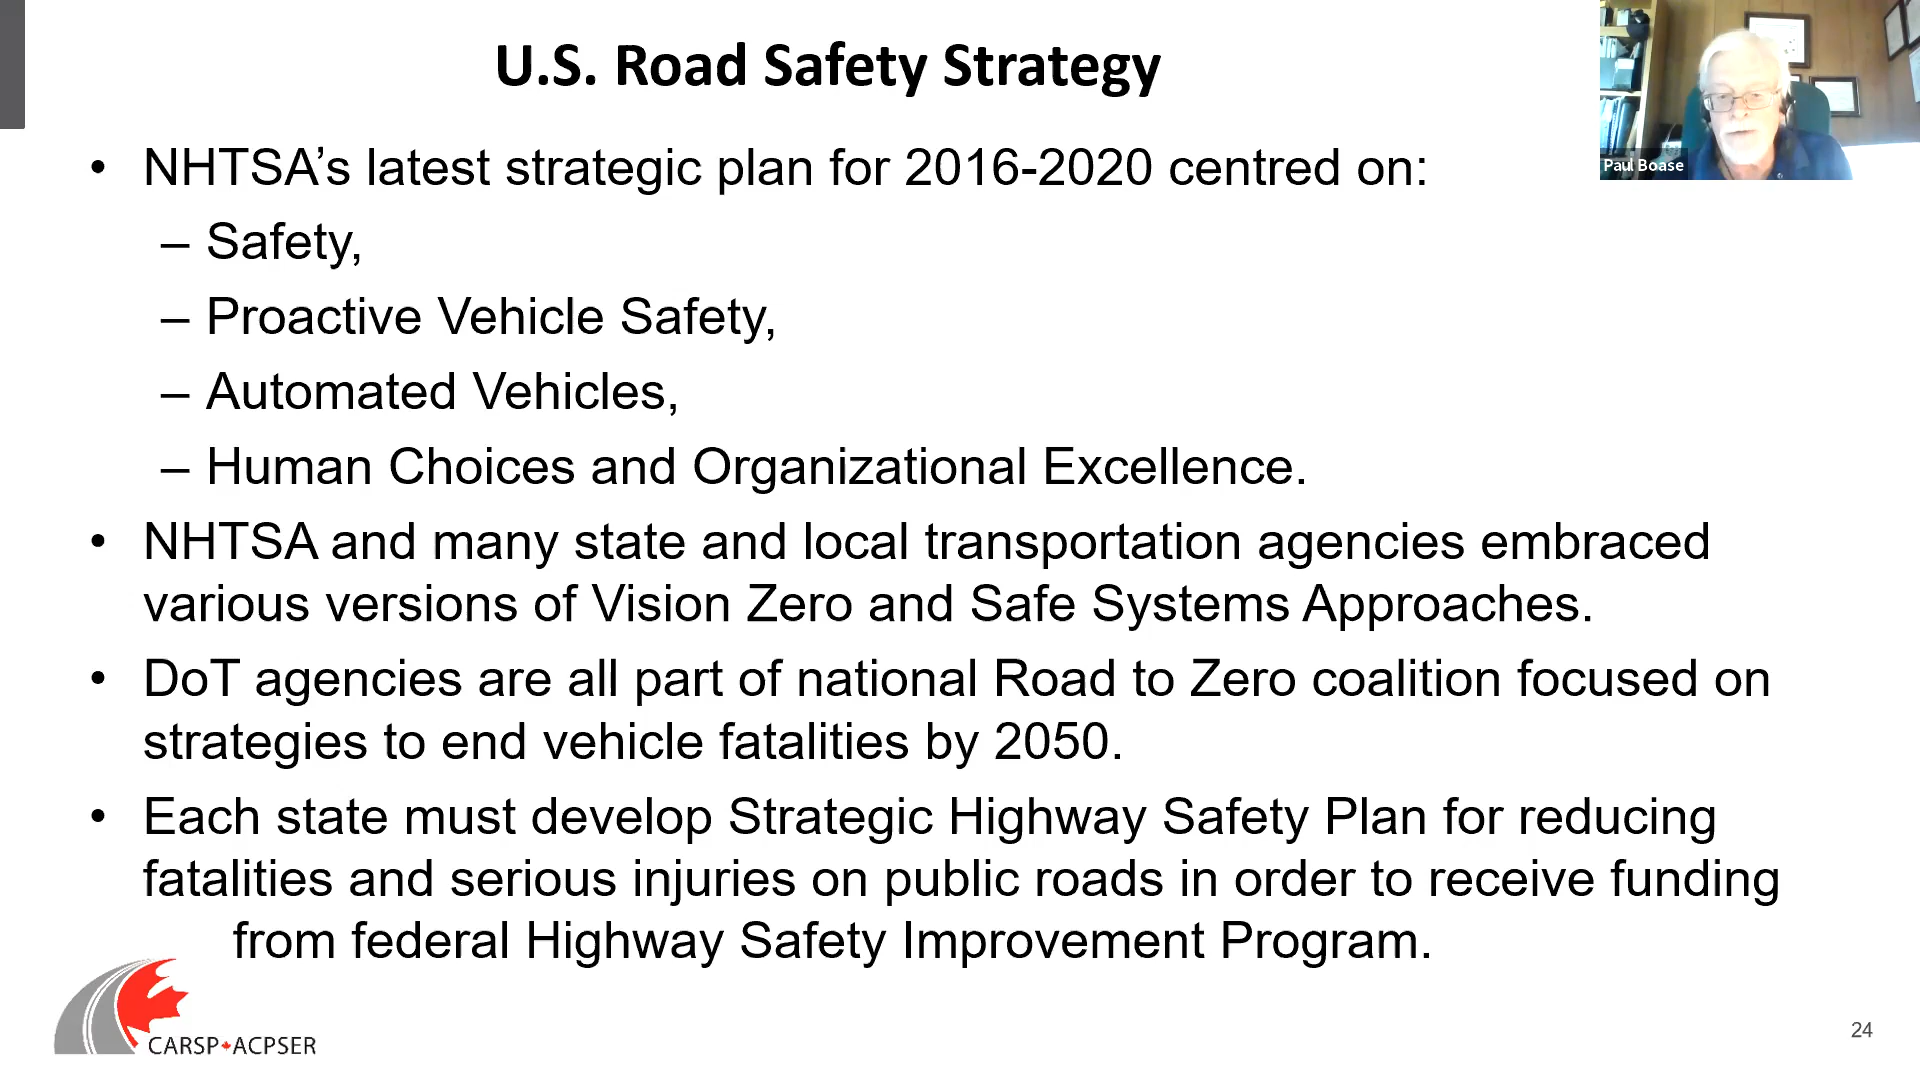 U.S. Road Safety Strategy
Paul Boase
• NHTSA’s latest strategic plan for 2016-2020 centred on:
– Safety,
– Proactive Vehicle Safety,
– Automated Vehicles,
– Human Choices and Organizational Excellence.
• NHTSA and many state and local transportation agencies embraced
various versions of Vision Zero and Safe Systems Approaches.
• DoT agencies are all part of national Road to Zero coalition focused on
strategies to end vehicle fatalities by 2050.
• Each state must develop Strategic Highway Safety Plan for reducing
fatalities and serious injuries on public roads in order to receive funding
from federal Highway Safety Improvement Program.
CARSP ACPSER
24